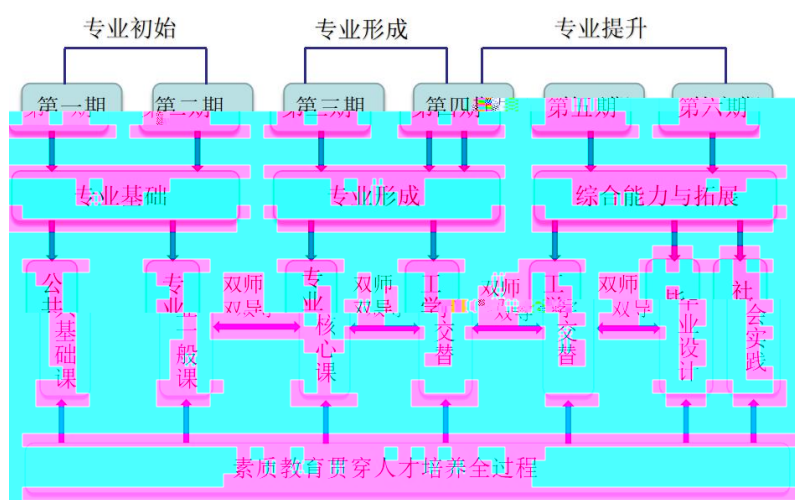 专业初始 专业形成 专业提升
第一期 第二期 第三期 第四期 第五期 第六期
专业基础 专业形成 综合能力与拓展
公共基础课
专业一般课
双师
双导
专业核心课
双师
双导
工学交替
双师
双导
工学交替
双师
双导
毕业设计
社会实践
素质教育贯穿人才培养全过程